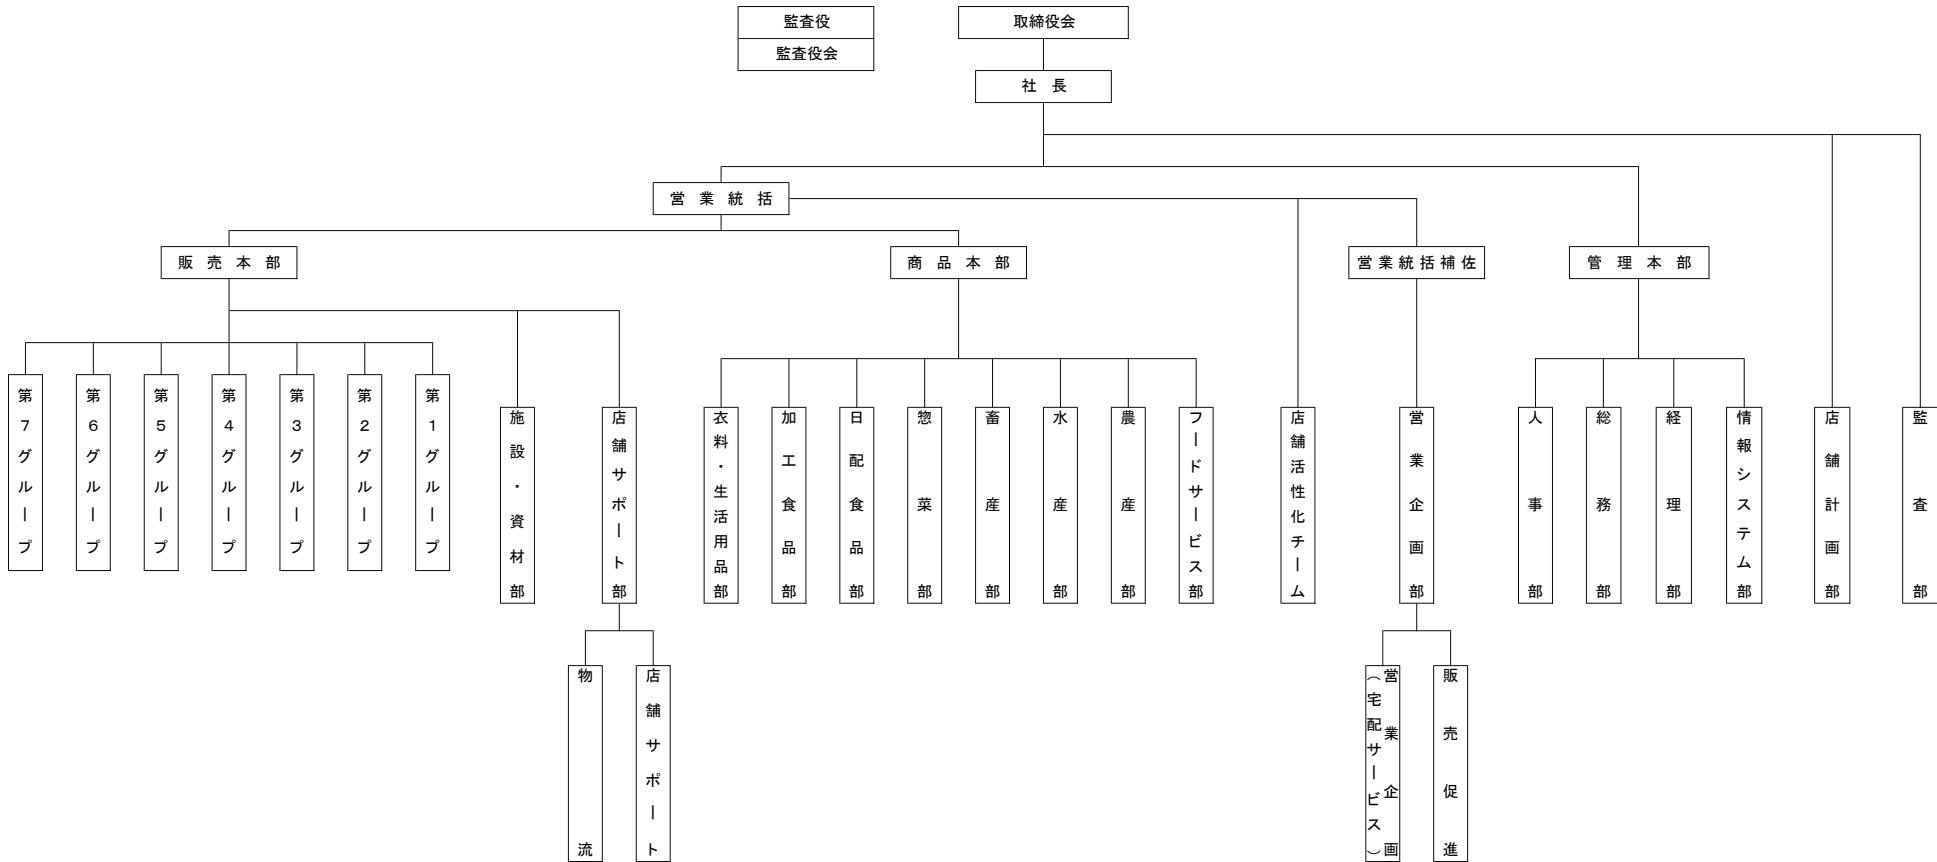 監査役
取締役会
監査役会
社長
営業統括
販売本部
商品本部
営業統括補佐
管理本部
第7グループ
第6グループ
第5グループ
第4グループ
第3グループ
第2グループ
第1グループ
施設・資材部
店舗サポート部
衣料・生活用品部
加工食品部
日配食品部
惣菜部
畜産部
水産部
農産部
フードサービス部
店舗活性化チーム
営業企画部
人事部
総務部
経理部
情報システム部
店舗計画部
監査部
物流
店舗サポート
営業企画
（宅配サービス）
販売促進